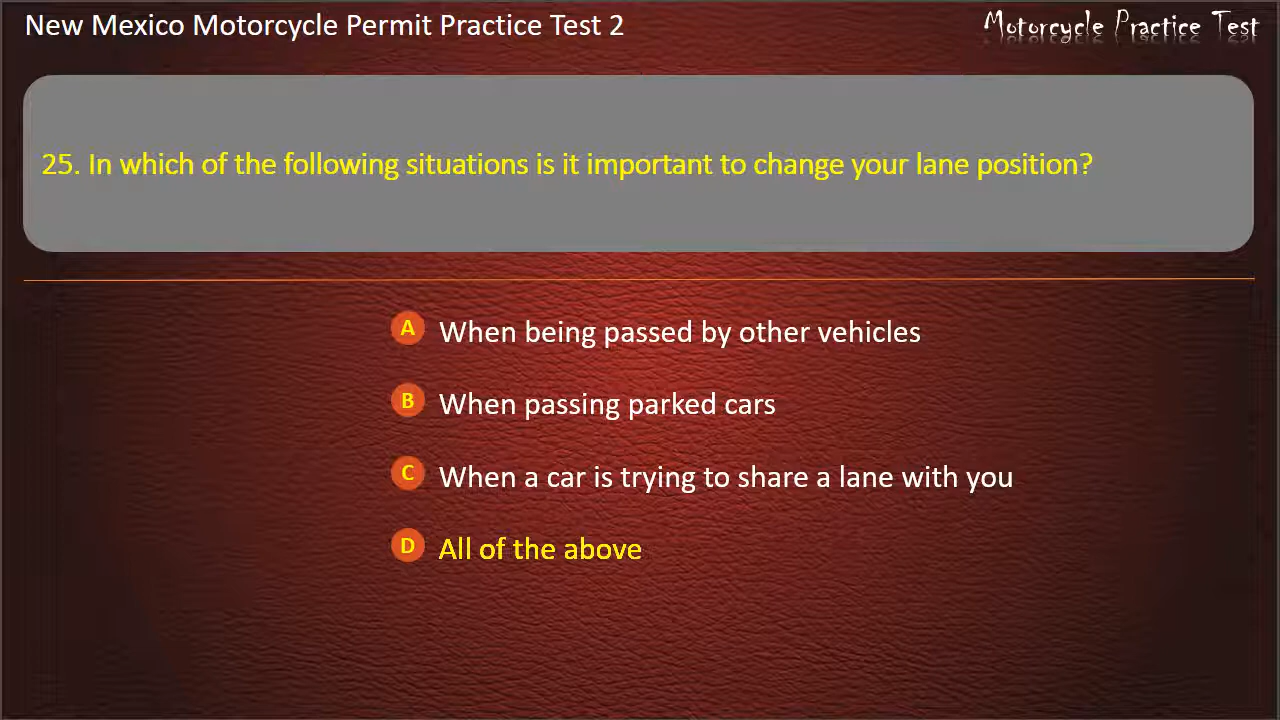 New Mexico Motorcycle Permit Practice Test 2
Motorcycle Practice Test
25. In which of the following situations is it important to change your lane position?
A When being passed by other vehicles
B When passing parked cars
C When a car is trying to share a lane with you
D All of the above